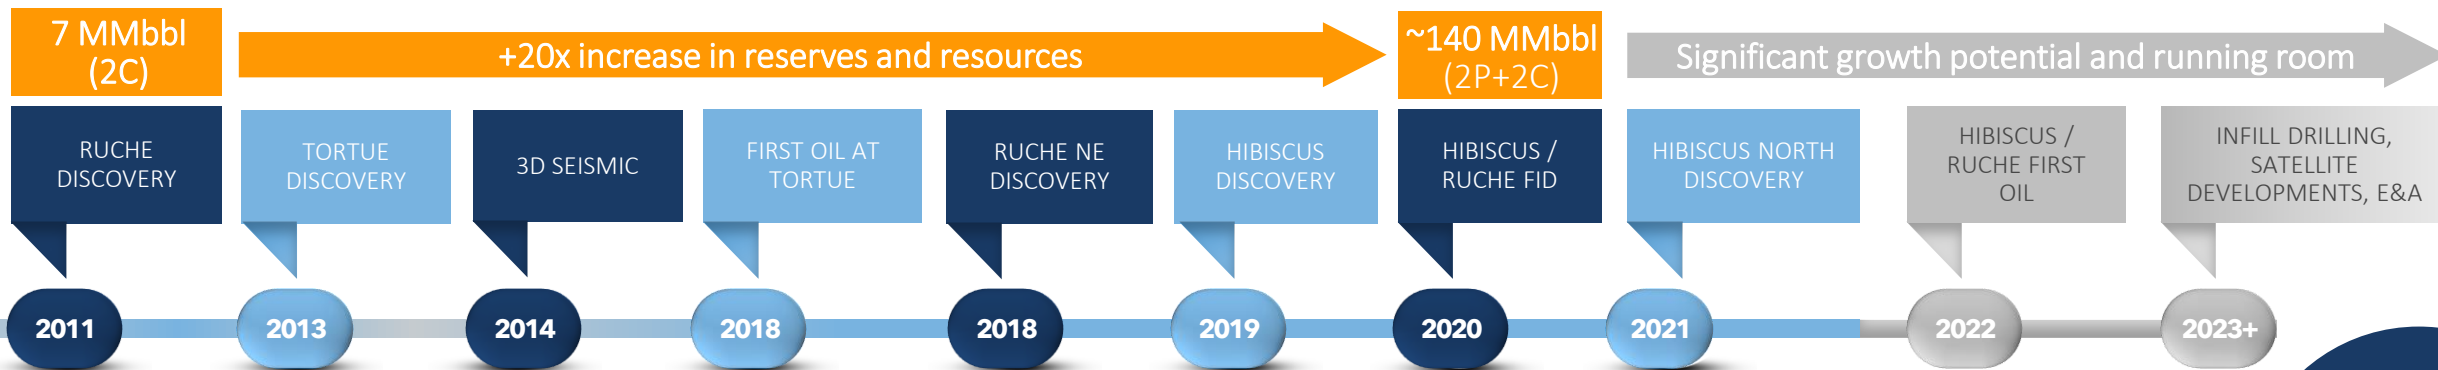 7 MMbbl
(2C)
+20x increase in reserves and resources
~140 MMbbl
(2P+2C)
Significant growth potential and running room
RUCHE
DISCOVERY
TORTUE
DISCOVERY
3D SEISMIC
FIRST OIL AT
TORTUE
RUCHE NE
DISCOVERY
HIBISCUS
DISCOVERY
HIBISCUS /
RUCHE FID
HIBISCUS NORTH
DISCOVERY
HIBISCUS /
RUCHE FIRST
OIL
INFILL DRILLING,
SATELLITE
DEVELOPMENTS, E&A
2011
2013
2014
2018
2018
2019
2020
2021
2022
2023+